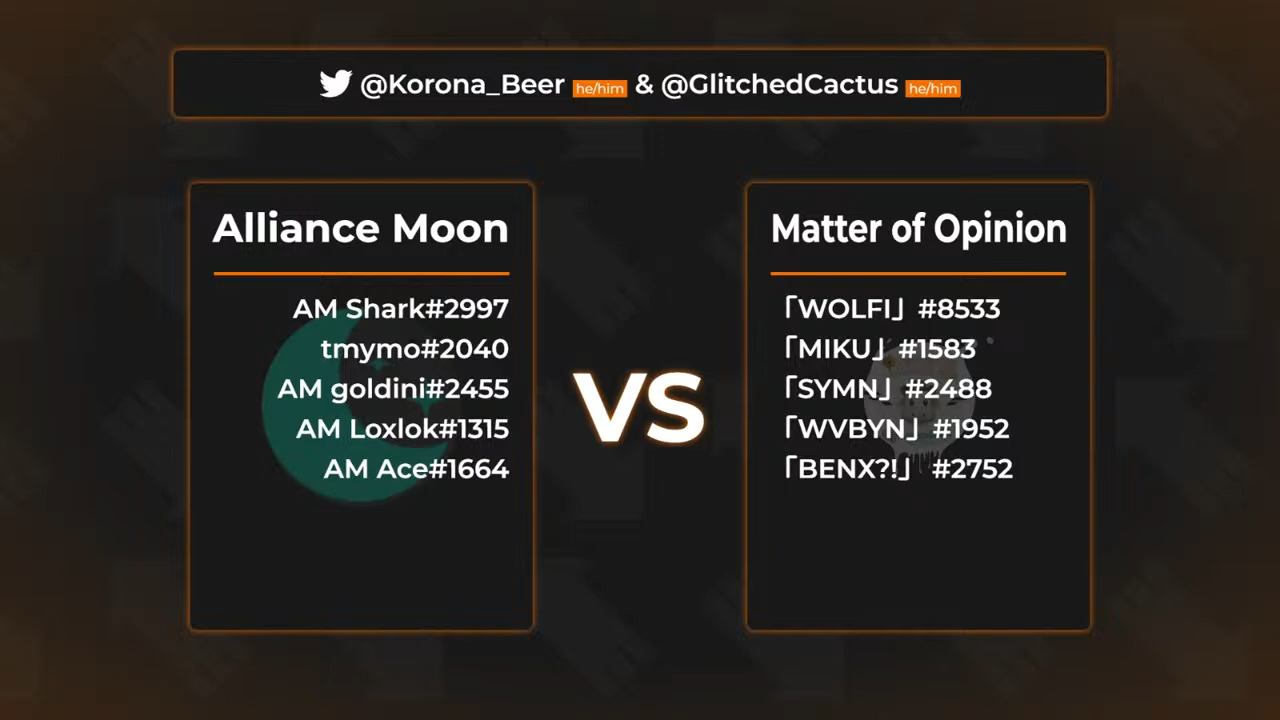 @Korona_Beer he/him & @GlitchedCactus he/him
Alliance Moon
AM Shark#2997
tmymo#2040
AM goldini#2455
AM Loxlok#1315
AM Ace#1664
VS
Matter of Opinion
「WOLFI」 #8533
「MIKU」 #1583
「SYMN」 #2488
「WVBYN」 #1952
「BENX?!」 #2752